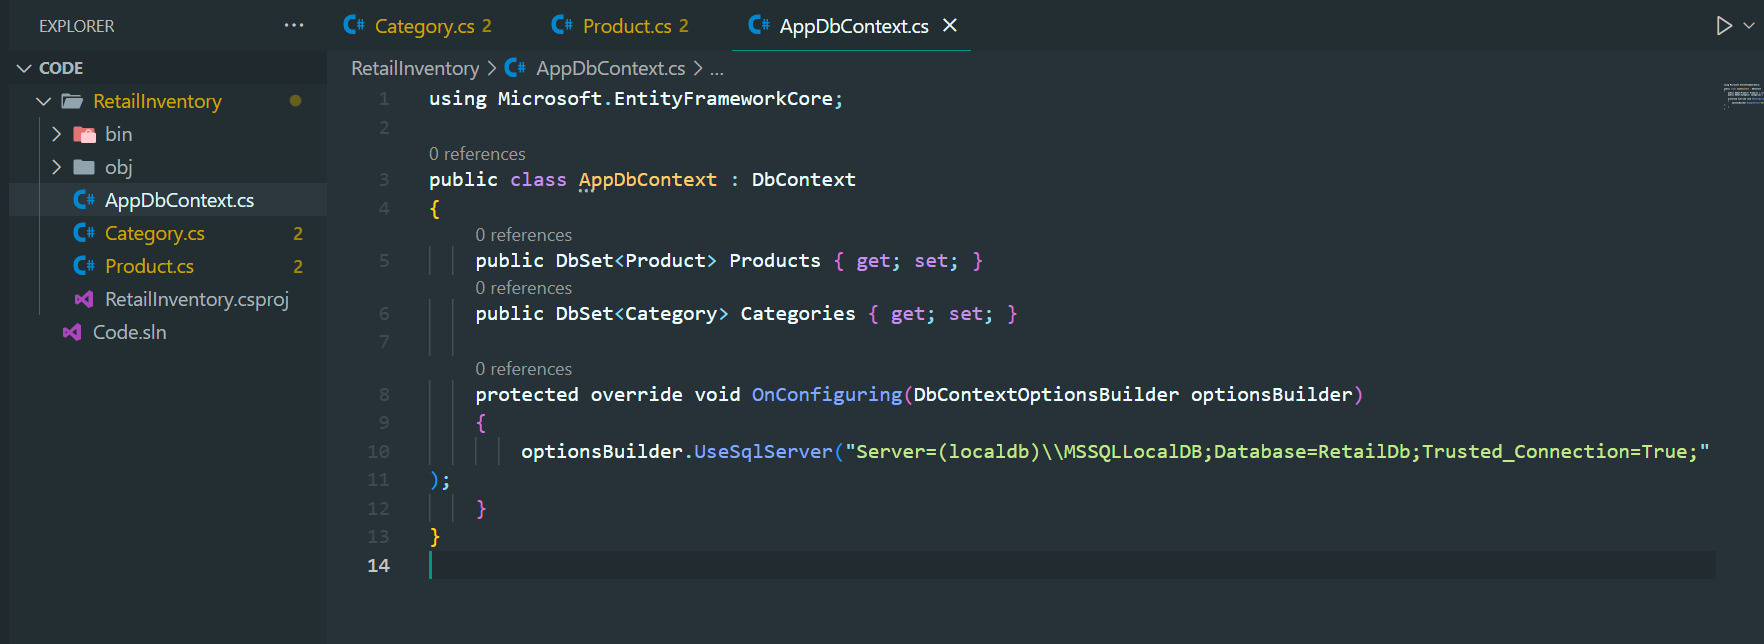 EXPLORER ···
Category.cs 2 Product.cs 2 AppDbContext.cs
CODE
RetailInventory
bin
obj
AppDbContext.cs
Category.cs 2
Product.cs 2
RetailInventory.csproj
Code.sln
RetailInventory > AppDbContext.cs > ...
1 using Microsoft.EntityFrameworkCore;
2
0 references
3 public class AppDbContext : DbContext
4 {
0 references
5 public DbSet<Product> Products { get; set; }
0 references
6 public DbSet<Category> Categories { get; set; }
7
0 references
8 protected override void OnConfiguring(DbContextOptionsBuilder optionsBuilder)
9 {
10 optionsBuilder.UseSqlServer("Server=(localdb)\\MSSQLLocalDB;Database=RetailDb;Trusted_Connection=True;"
11 );
12 }
13 }
14